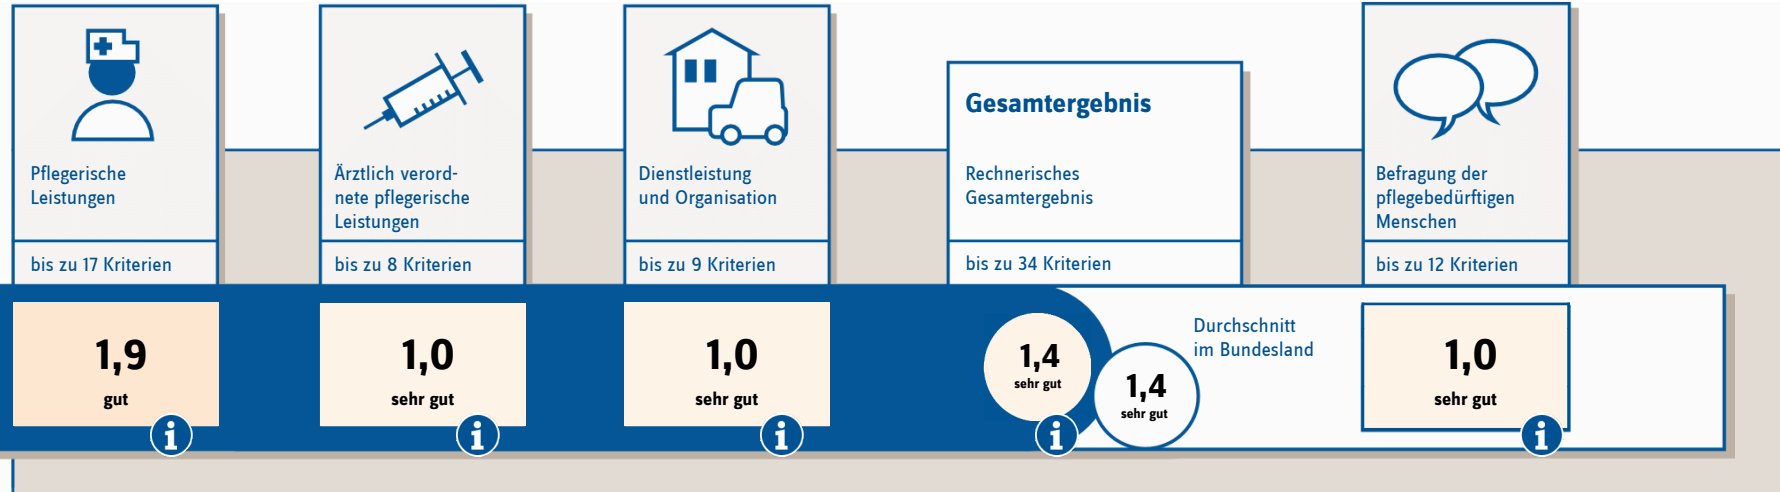 Pflegerische
Leistungen
bis zu 17 Kriterien
1,9
gut
i
Ärztlich verord-
nete pflegerische
Leistungen
bis zu 8 Kriterien
1,0
sehr gut
i
Dienstleistung
und Organisation
bis zu 9 Kriterien
1,0
sehr gut
i
Gesamtergebnis
Rechnerisches
Gesamtergebnis
bis zu 34 Kriterien
1,4
sehr gut
i
Durchschnitt
im Bundesland
1,4
sehr gut
Befragung der
pflegebedürftigen
Menschen
bis zu 12 Kriterien
1,0
sehr gut
i